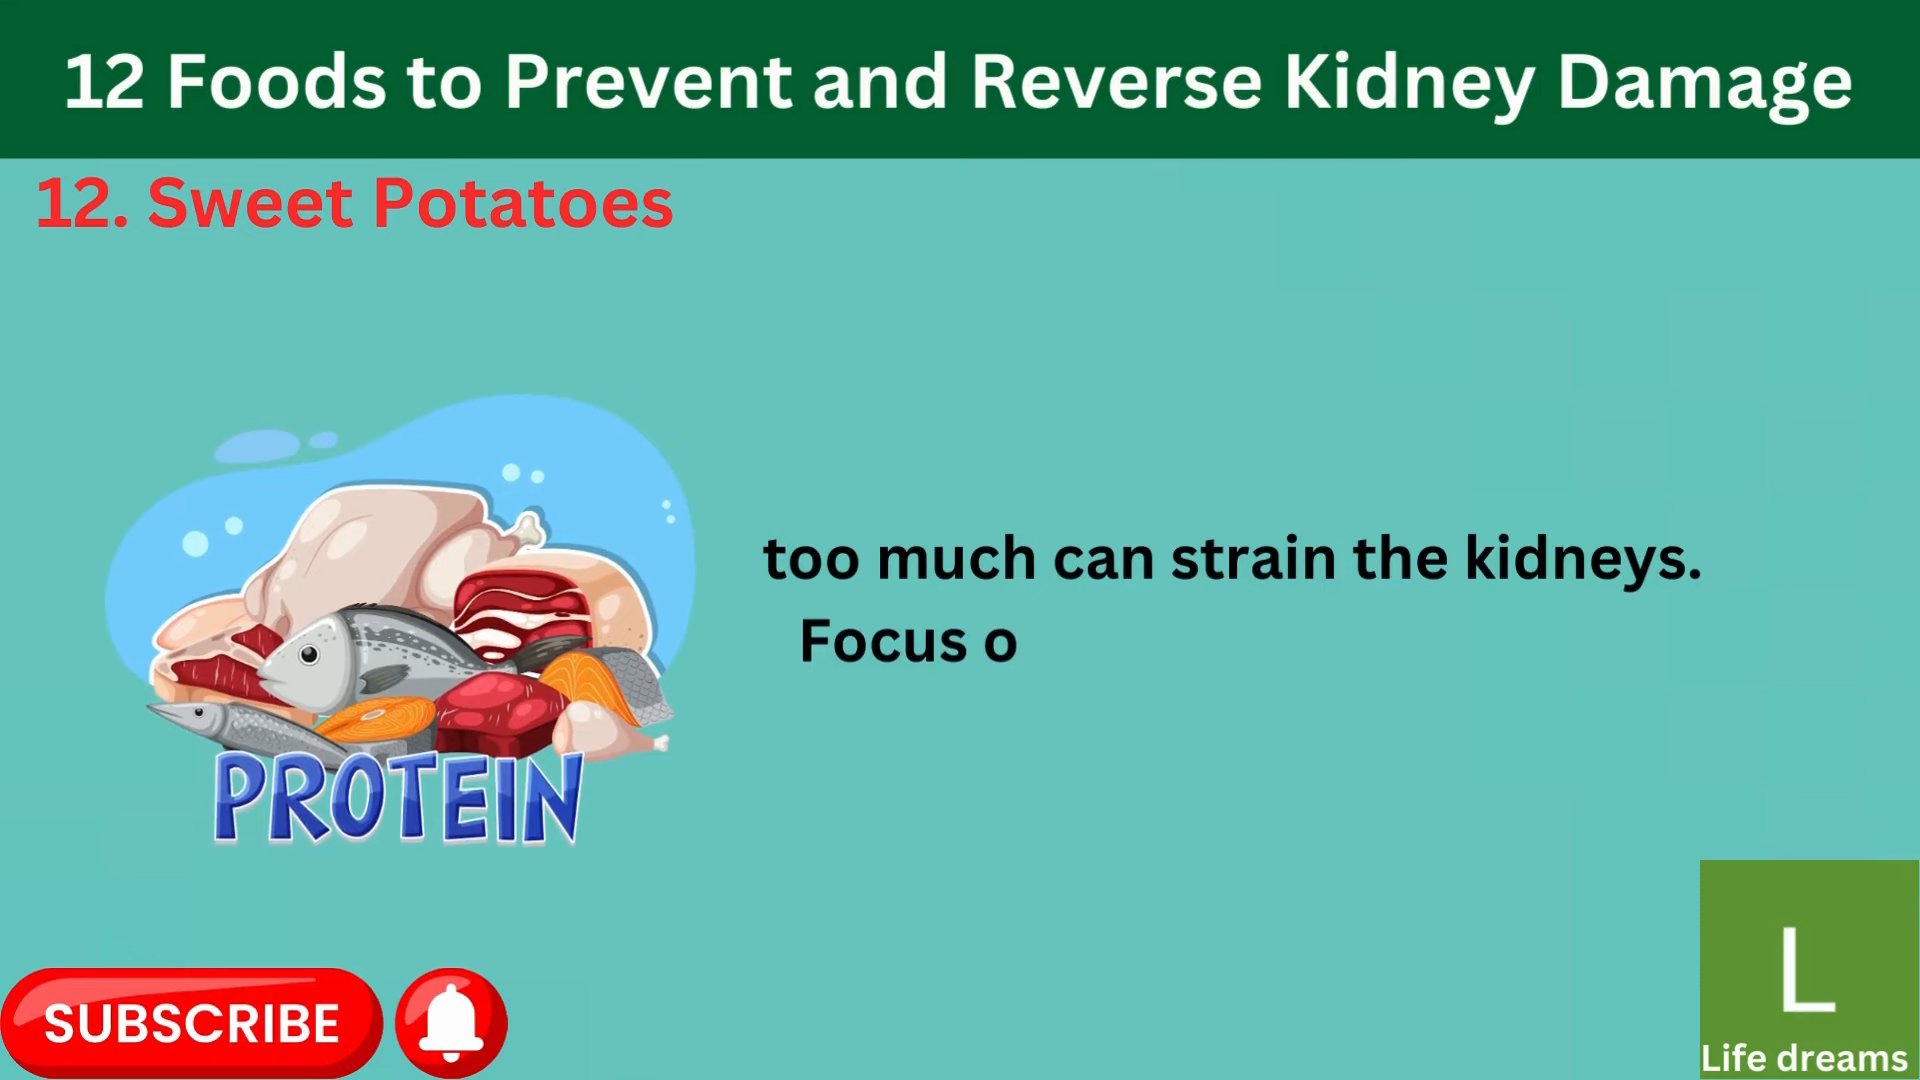 12 Foods to Prevent and Reverse Kidney Damage
12. Sweet Potatoes
too much can strain the kidneys.
Focus o
PROTEIN
SUBSCRIBE
L
Life dreams